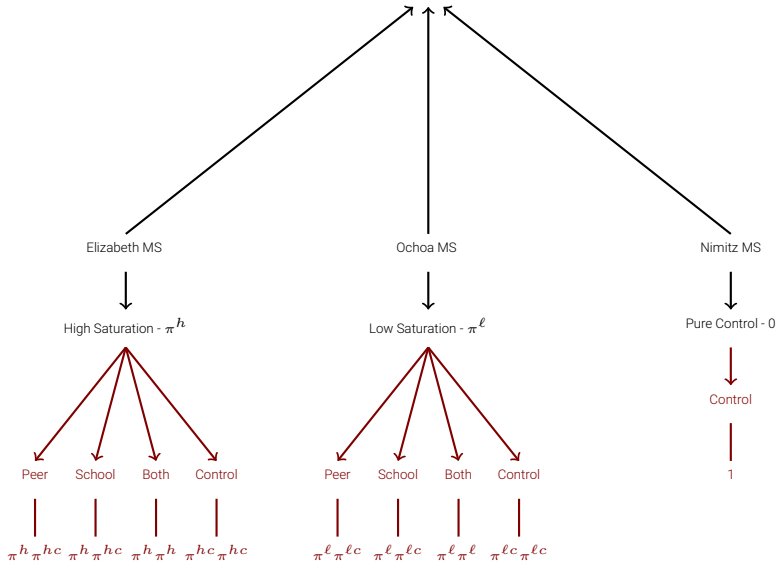 Elizabeth MS Ochoa MS Nimitz MS
High Saturation - π^h Low Saturation - π^ℓ Pure Control - 0
Control
Peer School Both Control Peer School Both Control 1
π^h π^{hc} π^h π^{hc} π^h π^h π^{hc} π^{hc} π^ℓ π^{ℓc} π^ℓ π^{ℓc} π^ℓ π^ℓ π^{ℓc} π^{ℓc}